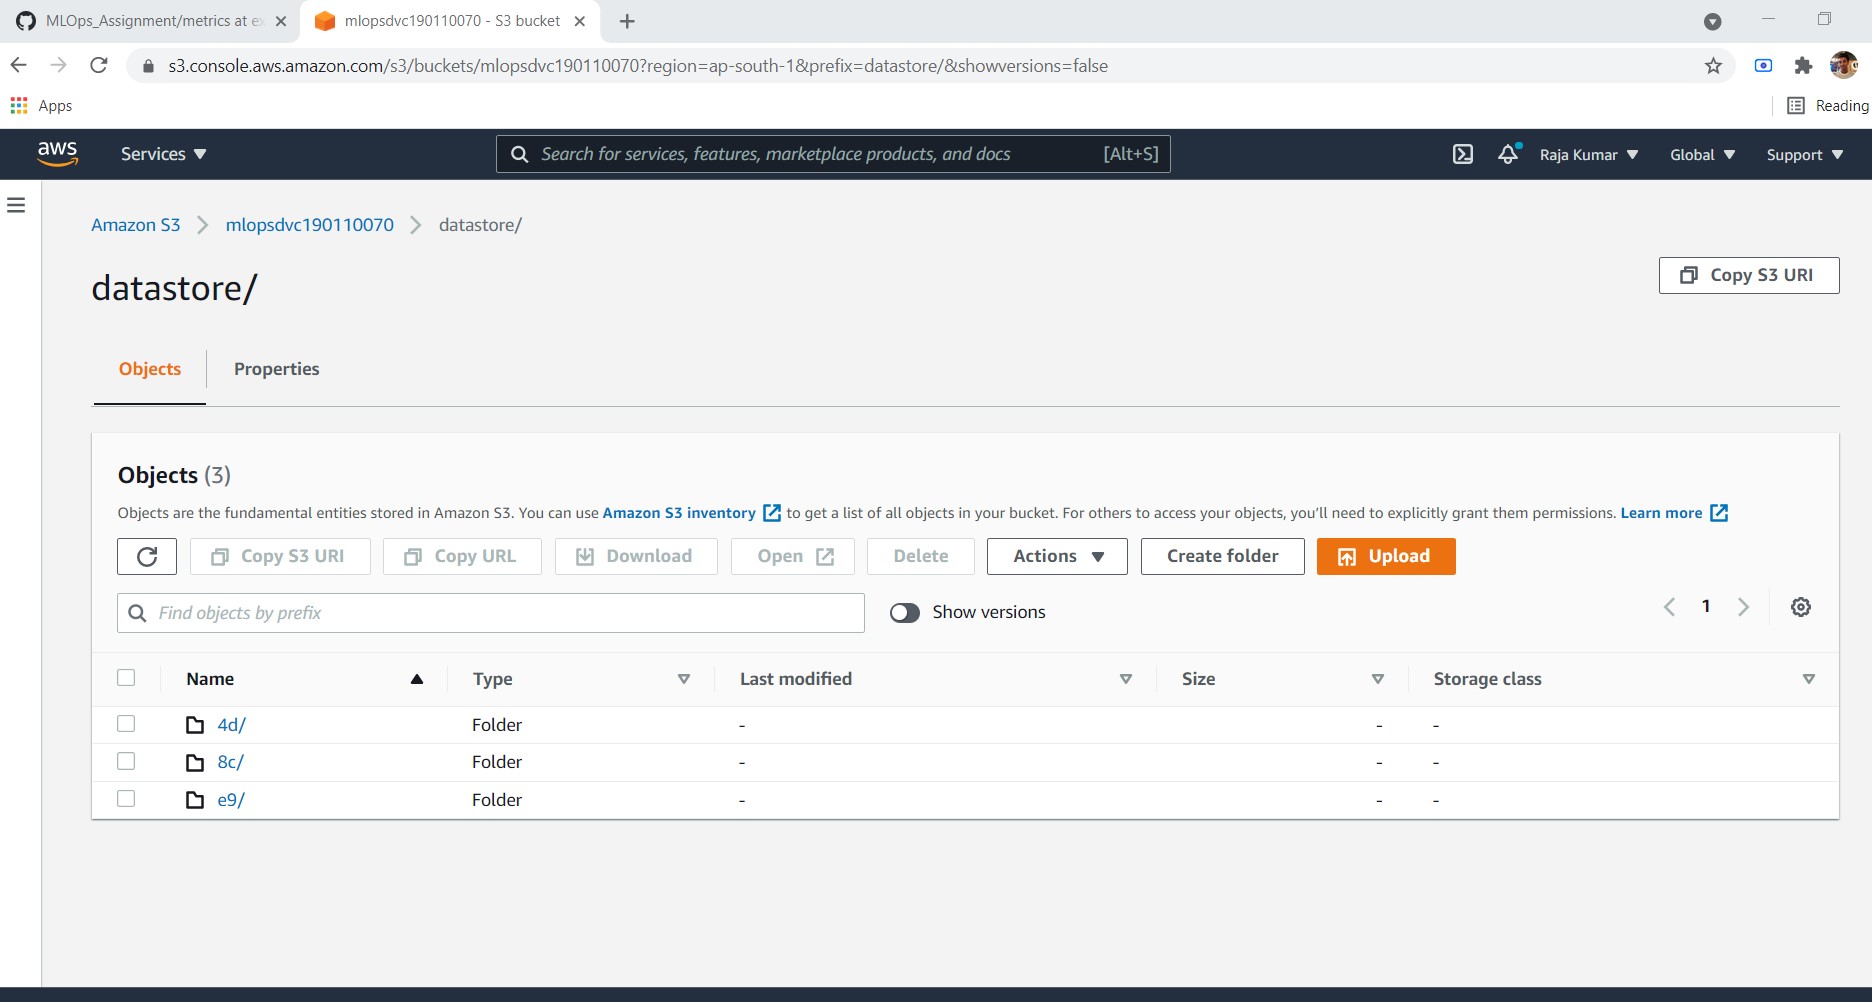 MLOps_Assignment/metrics at e
mlopsdvc190110070 - S3 bucket
s3.console.aws.amazon.com/s3/buckets/mlopsdvc190110070?region=ap-south-1&prefix=datastore/&showversions=false
Apps
Reading
aws
Services
Search for services, features, marketplace products, and docs [Alt+S]
Raja Kumar
Global
Support
Amazon S3 mlopsdvc190110070 datastore/
datastore/
Copy S3 URI
Objects Properties
Objects (3)
Objects are the fundamental entities stored in Amazon S3. You can use Amazon S3 inventory to get a list of all objects in your bucket. For others to access your objects, you'll need to explicitly grant them permissions. Learn more
Copy S3 URI Copy URL Download Open Delete Actions Create folder Upload
Find objects by prefix Show versions 1
Name Type Last modified Size Storage class
4d/ Folder - - -
8c/ Folder - - -
e9/ Folder - - -